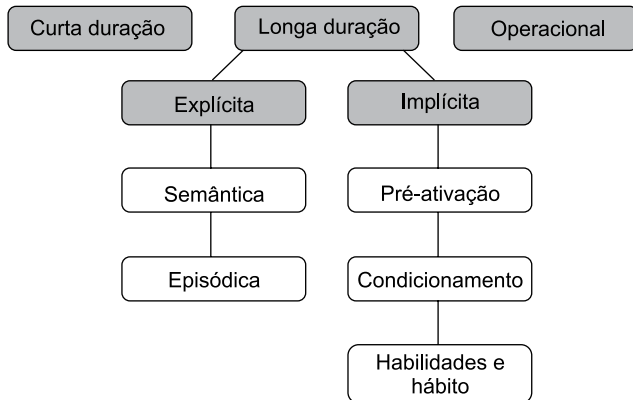 Curta duração
Longa duração
Operacional
Explícita
Implícita
Semântica
Pré-ativação
Episódica
Condicionamento
Habilidades e
hábito